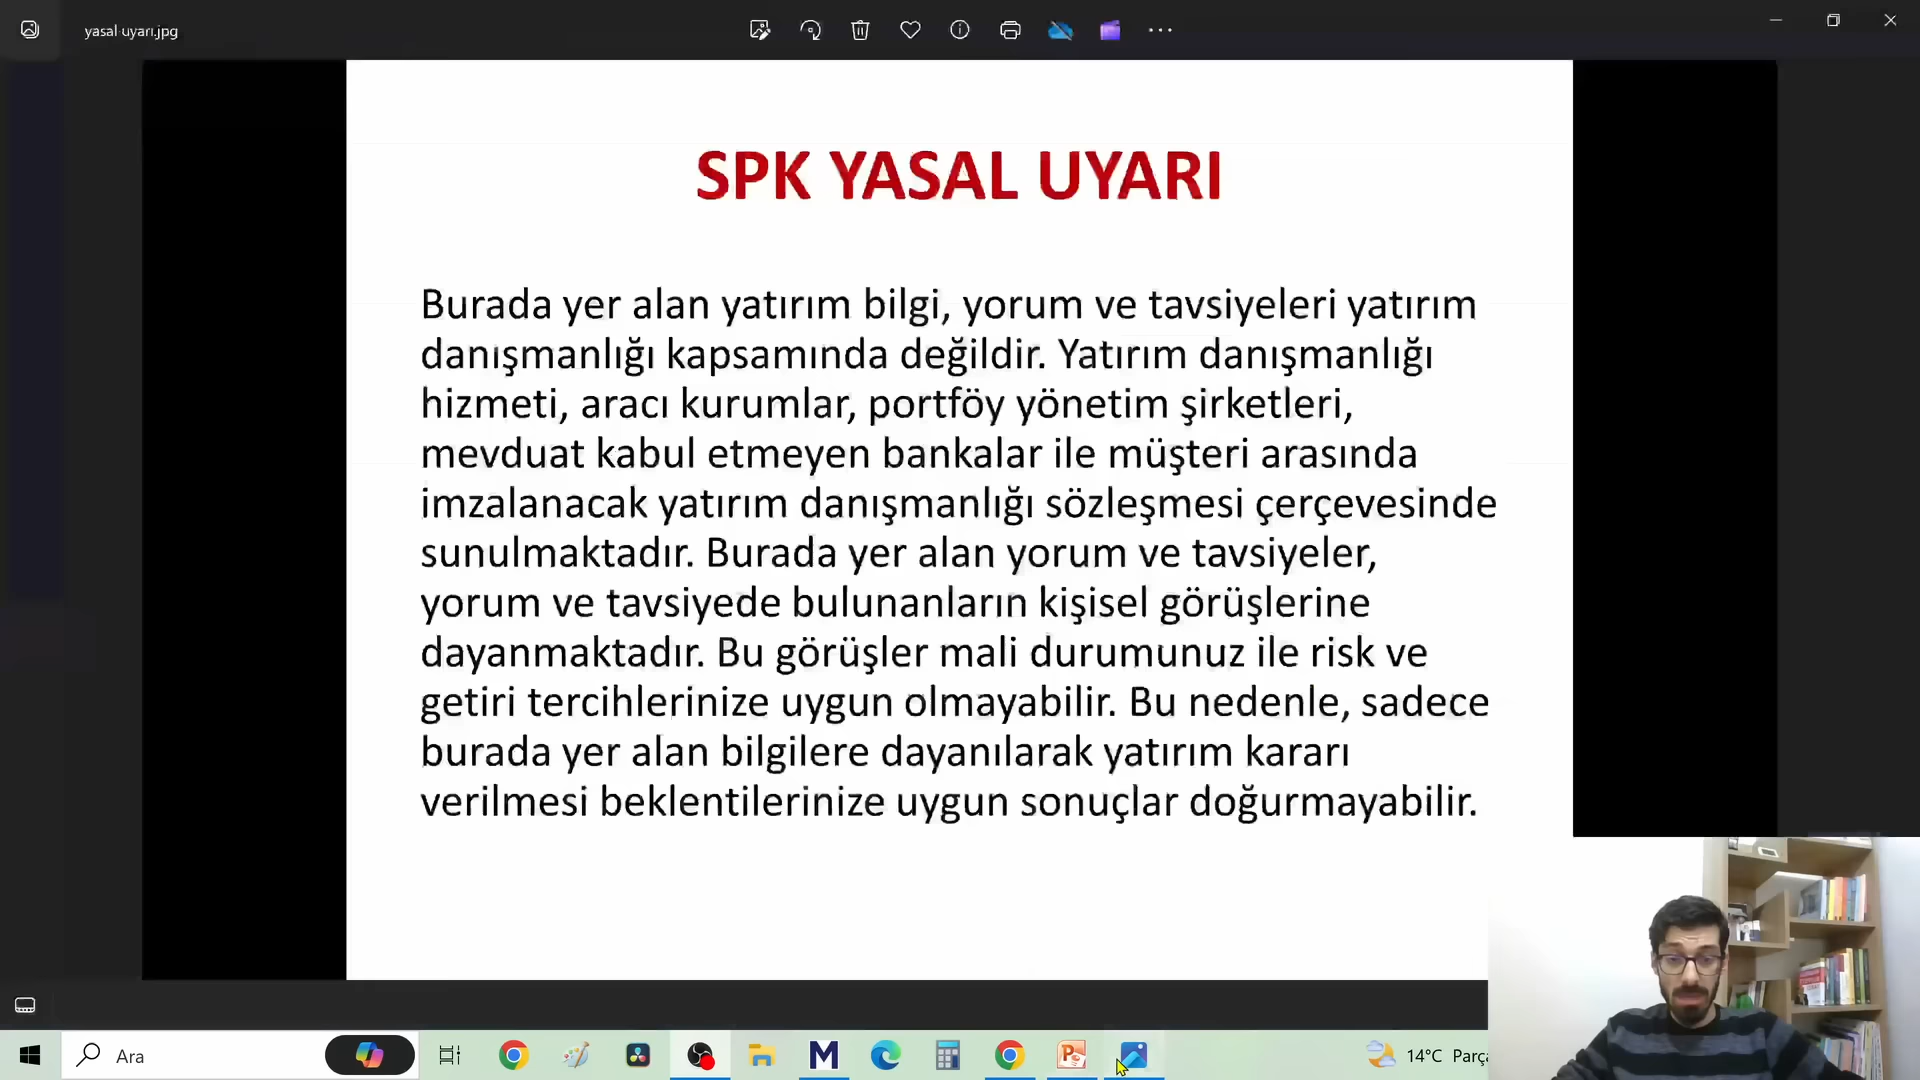 yasal uyarı.jpg
SPK YASAL UYARI
Burada yer alan yatırım bilgi, yorum ve tavsiyeleri yatırım
danışmanlığı kapsamında değildir. Yatırım danışmanlığı
hizmeti, aracı kurumlar, portföy yönetim şirketleri,
mevduat kabul etmeyen bankalar ile müşteri arasında
imzalanacak yatırım danışmanlığı sözleşmesi çerçevesinde
sunulmaktadır. Burada yer alan yorum ve tavsiyeler,
yorum ve tavsiyede bulunanların kişisel görüşlerine
dayanmaktadır. Bu görüşler mali durumunuz ile risk ve
getiri tercihlerinize uygun olmayabilir. Bu nedenle, sadece
burada yer alan bilgilere dayanılarak yatırım kararı
verilmesi beklentilerinize uygun sonuçlar doğurmayabilir.
Ara
14°C